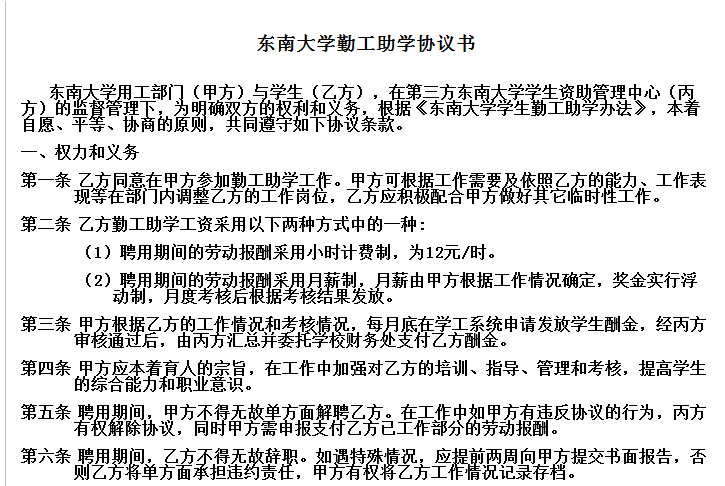 东南大学勤工助学协议书
东南大学用工部门（甲方）与学生（乙方），在第三方东南大学学生资助管理中心（丙
方）的监督管理下，为明确双方的权利和义务，根据《东南大学学生勤工助学办法》，本着
自愿、平等、协商的原则，共同遵守如下协议条款。
一、权力和义务
第一条 乙方同意在甲方参加勤工助学工作。甲方可根据工作需要及依照乙方的能力、工作表
现等在部门内调整乙方的工作岗位，乙方应积极配合甲方做好其它临时性工作。
第二条 乙方勤工助学工资采用以下两种方式中的一种：
（1）聘用期间的劳动报酬采用小时计费制，为12元/时。
（2）聘用期间的劳动报酬采用月薪制，月薪由甲方根据工作情况确定，奖金实行浮
动制，月度考核后根据考核结果发放。
第三条 甲方根据乙方的工作情况和考核情况，每月底在学工系统申请发放学生酬金，经丙方
审核通过后，由丙方汇总并委托学校财务处支付乙方酬金。
第四条 甲方应本着育人的宗旨，在工作中加强对乙方的培训、指导、管理和考核，提高学生
的综合能力和职业意识。
第五条 聘用期间，甲方不得无故单方面解聘乙方。在工作中如甲方有违反协议的行为，丙方
有权解除协议，同时甲方需申报支付乙方已工作部分的劳动报酬。
第六条 聘用期间，乙方不得无故辞职。如遇特殊情况，应提前两周向甲方提交书面报告，否
则乙方将单方面承担违约责任，甲方有权将乙方工作情况记录存档。